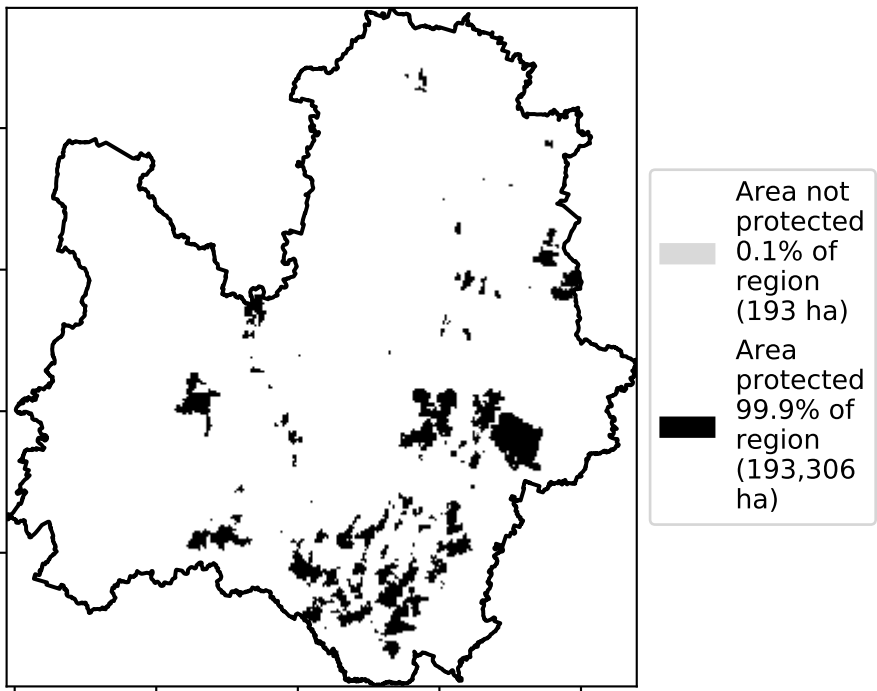 Area not
protected
0.1% of
region
(193 ha)
Area
protected
99.9% of
region
(193,306
ha)